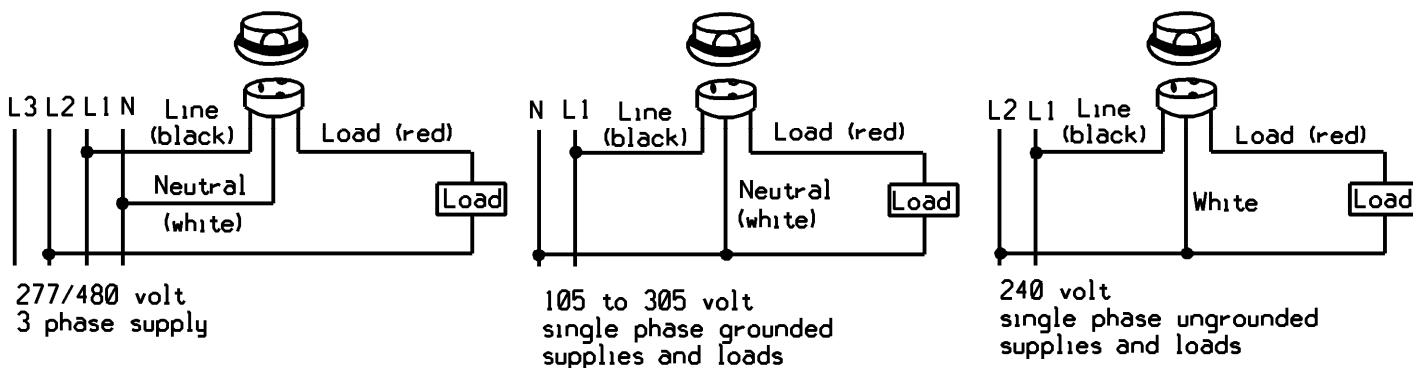 L3 L2 L1 N
Line
(black)
Load (red)
Neutral
(white)
Load
277/480 volt
3 phase supply
N L1
Line
(black)
Load (red)
Neutral
(white)
Load
105 to 305 volt
single phase grounded
supplies and loads
L2 L1
Line
(black)
Load (red)
White
Load
240 volt
single phase ungrounded
supplies and loads